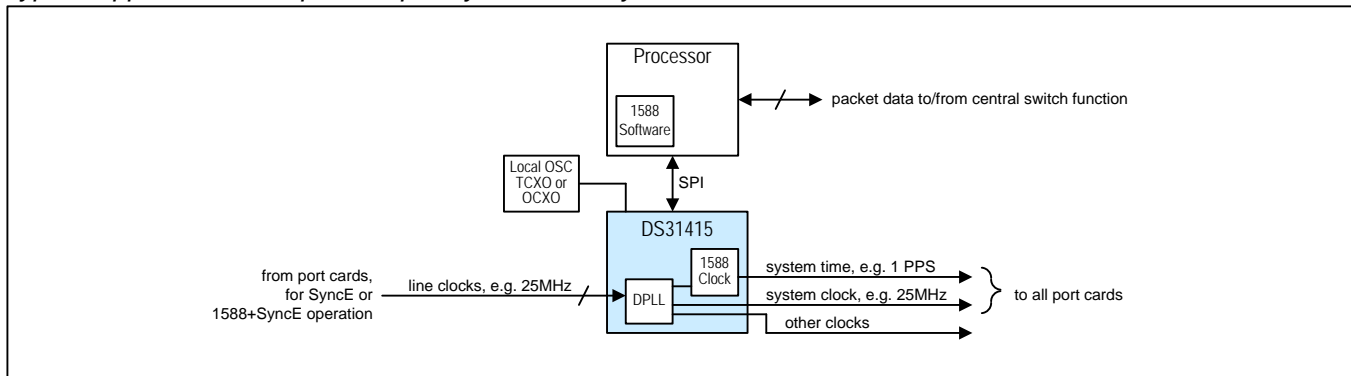 Processor
1588
Software
packet data to/from central switch function
Local OSC
TCXO or
OCXO
SPI
DS31415
1588
Clock
DPLL
from port cards,
for SyncE or
1588+SyncE operation
line clocks, e.g. 25MHz
system time, e.g. 1 PPS
system clock, e.g. 25MHz
other clocks
to all port cards